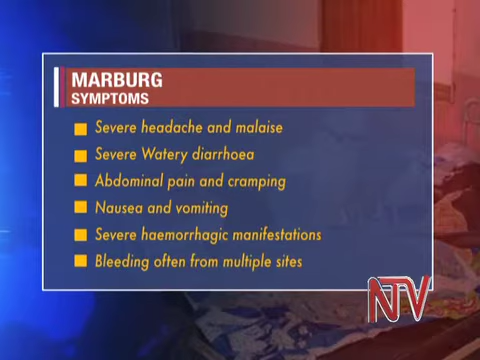 MARBURG
SYMPTOMS
Severe headache and malaise
Severe Watery diarrhoea
Abdominal pain and cramping
Nausea and vomiting
Severe haemorrhagic manifestations
Bleeding often from multiple sites
NTV